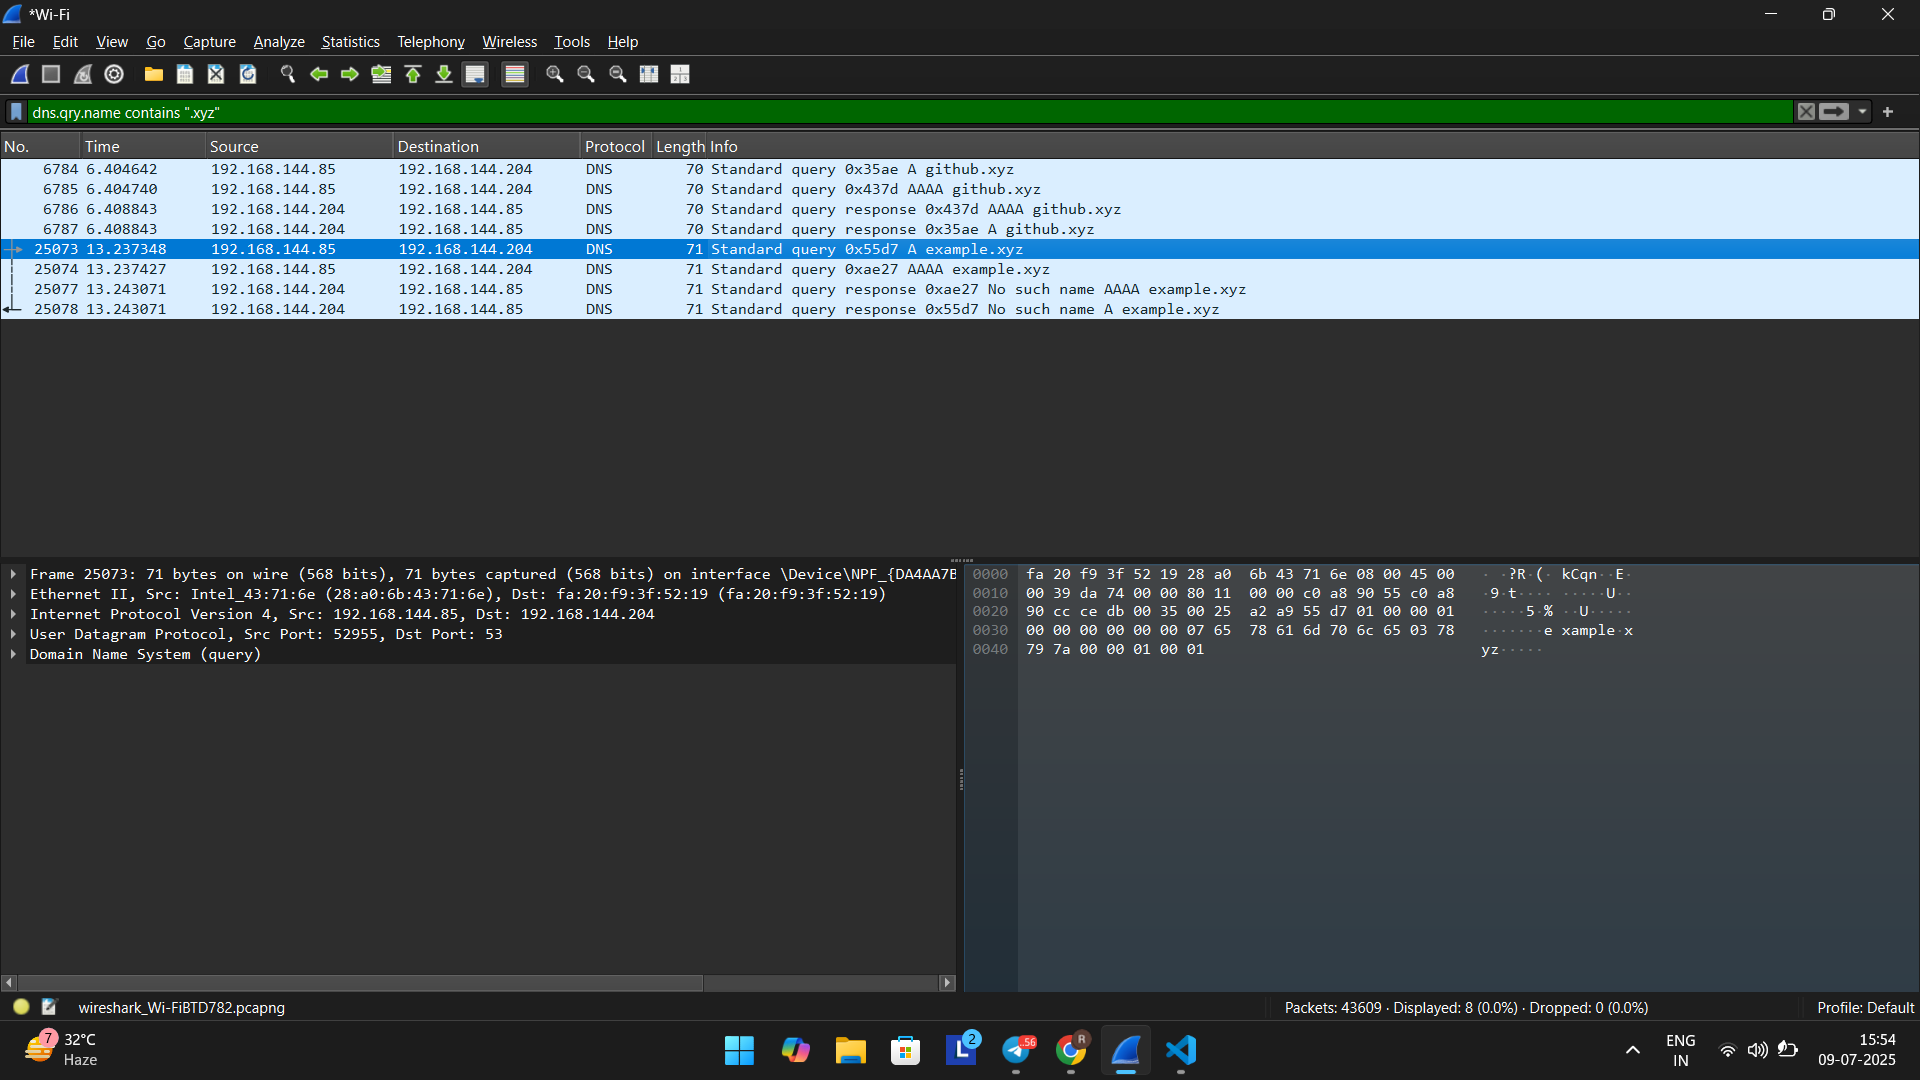 *Wi-Fi
File Edit View Go Capture Analyze Statistics Telephony Wireless Tools Help
dns.qry.name contains ".xyz"
No. Time Source Destination Protocol Length Info
6784 6.404642 192.168.144.85 192.168.144.204 DNS 70 Standard query 0x35ae A github.xyz
6785 6.404740 192.168.144.85 192.168.144.204 DNS 70 Standard query 0x437d AAAA github.xyz
6786 6.408843 192.168.144.204 192.168.144.85 DNS 70 Standard query response 0x437d AAAA github.xyz
6787 6.408843 192.168.144.204 192.168.144.85 DNS 70 Standard query response 0x35ae A github.xyz
25073 13.237348 192.168.144.85 192.168.144.204 DNS 71 Standard query 0x55d7 A example.xyz
25074 13.237427 192.168.144.85 192.168.144.204 DNS 71 Standard query 0xae27 AAAA example.xyz
25077 13.243071 192.168.144.204 192.168.144.85 DNS 71 Standard query response 0xae27 No such name AAAA example.xyz
25078 13.243071 192.168.144.204 192.168.144.85 DNS 71 Standard query response 0x55d7 No such name A example.xyz
Frame 25073: 71 bytes on wire (568 bits), 71 bytes captured (568 bits) on interface \Device\NPF_{DA4AA7B
Ethernet II, Src: Intel_43:71:6e (28:a0:6b:43:71:6e), Dst: fa:20:f9:3f:52:19 (fa:20:f9:3f:52:19)
Internet Protocol Version 4, Src: 192.168.144.85, Dst: 192.168.144.204
User Datagram Protocol, Src Port: 52955, Dst Port: 53
Domain Name System (query)
0000 fa 20 f9 3f 52 19 28 a0 6b 43 71 6e 08 00 45 00 · ·?R·(· kCqn··E·
0010 00 39 da 74 00 00 80 11 00 00 c0 a8 90 55 c0 a8 ·9·t···· ·····U··
0020 90 cc ce db 00 35 00 25 a2 a9 55 d7 01 00 00 01 ·····5·% ··U·····
0030 00 00 00 00 00 00 07 65 78 61 6d 70 6c 65 03 78 ·······e xample·x
0040 79 7a 00 00 01 00 01 yz·····
wireshark_Wi-FiBTD782.pcapng
Packets: 43609 · Displayed: 8 (0.0%) · Dropped: 0 (0.0%)
Profile: Default
7
32°C
Haze
L
2
..56
R
ENG
IN
15:54
09-07-2025